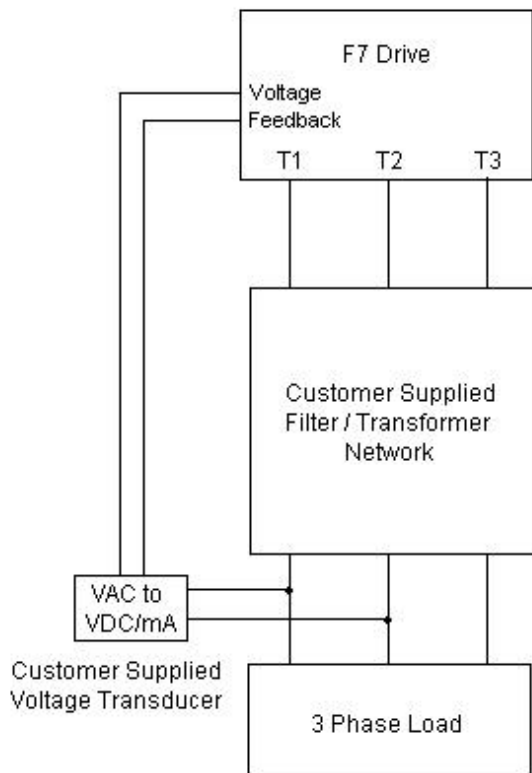 F7 Drive
Voltage
Feedback
T1 T2 T3
Customer Supplied
Filter / Transformer
Network
VAC to
VDC/mA
Customer Supplied
Voltage Transducer
3 Phase Load